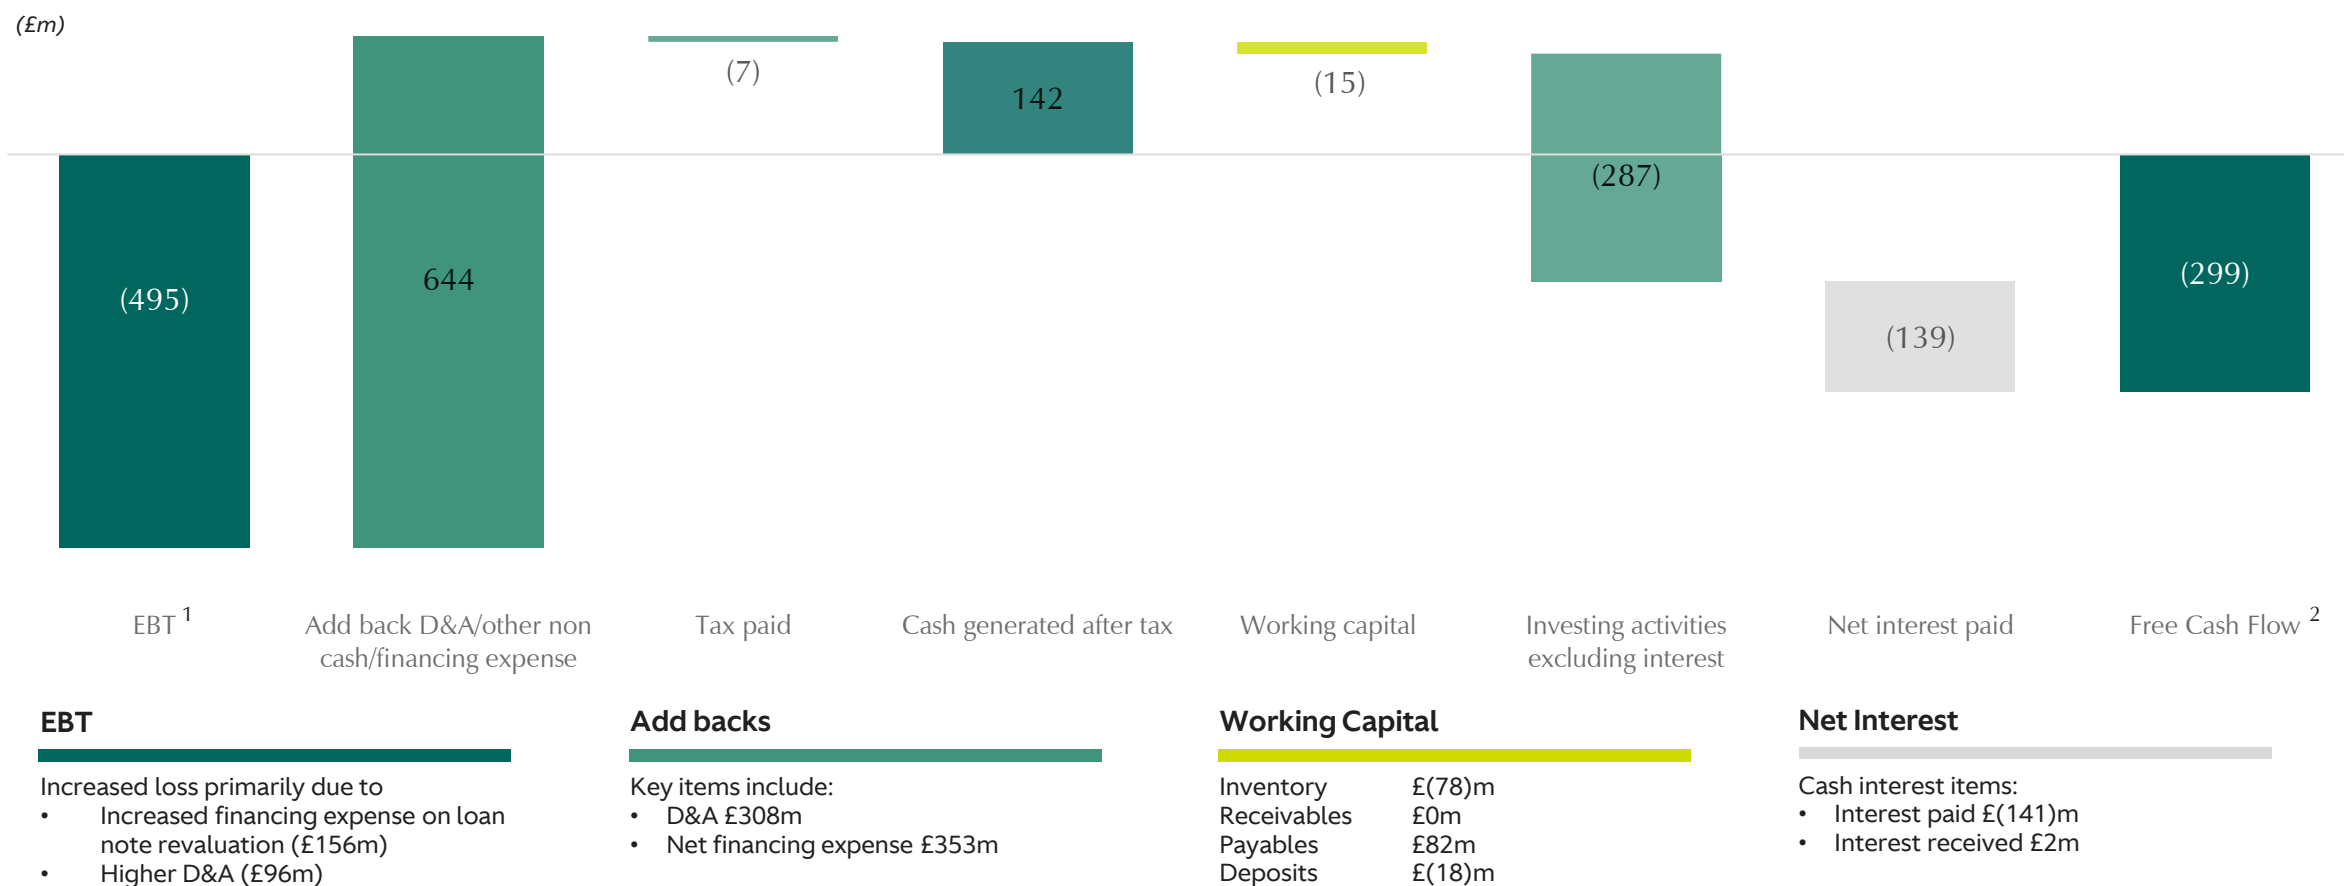 (£m)
(495)
644
(7)
142
(15)
(287)
(139)
(299)
EBT 1
Add back D&A/other non
cash/financing expense
Tax paid
Cash generated after tax
Working capital
Investing activities
excluding interest
Net interest paid
Free Cash Flow 2
EBT
Increased loss primarily due to
• Increased financing expense on loan
note revaluation (£156m)
• Higher D&A (£96m)
Add backs
Key items include:
• D&A £308m
• Net financing expense £353m
Working Capital
Inventory £(78)m
Receivables £0m
Payables £82m
Deposits £(18)m
Net Interest
Cash interest items:
• Interest paid £(141)m
• Interest received £2m